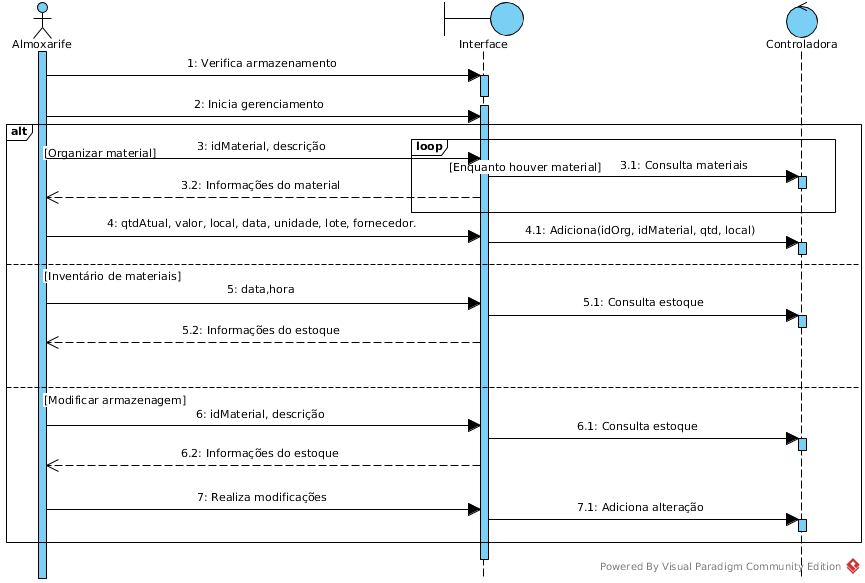 Almoxarife
Interface
Controladora
1: Verifica armazenamento
2: Inicia gerenciamento
alt
loop
3: idMaterial, descrição
[Organizar material]
[Enquanto houver material]
3.1: Consulta materiais
3.2: Informações do material
4: qtdAtual, valor, local, data, unidade, lote, fornecedor.
4.1: Adiciona(idOrg, idMaterial, qtd, local)
[Inventário de materiais]
5: data,hora
5.1: Consulta estoque
5.2: Informações do estoque
[Modificar armazenagem]
6: idMaterial, descrição
6.1: Consulta estoque
6.2: Informações do estoque
7: Realiza modificações
7.1: Adiciona alteração
Powered By Visual Paradigm Community Edition